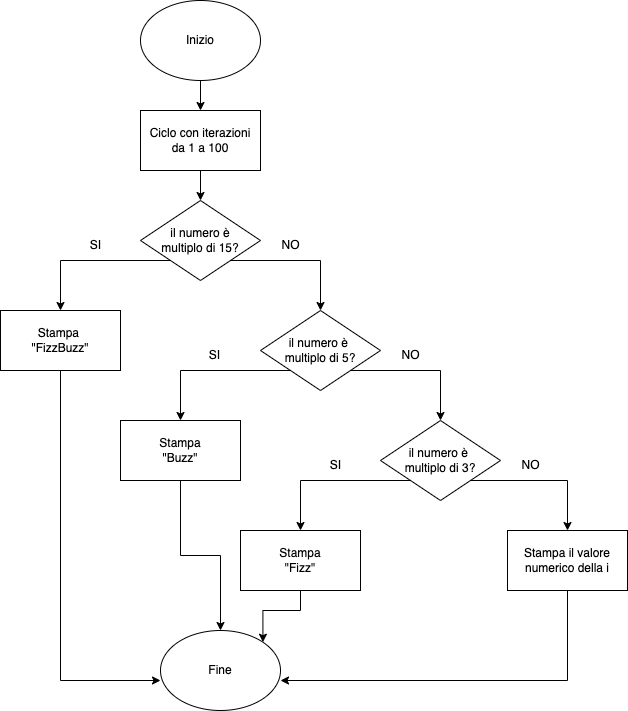 Inizio
Ciclo con iterazioni
da 1 a 100
il numero è
multiplo di 15?
SI
NO
Stampa
"FizzBuzz"
il numero è
multiplo di 5?
SI
NO
Stampa
"Buzz"
il numero è
multiplo di 3?
SI
NO
Stampa
"Fizz"
Stampa il valore
numerico della i
Fine